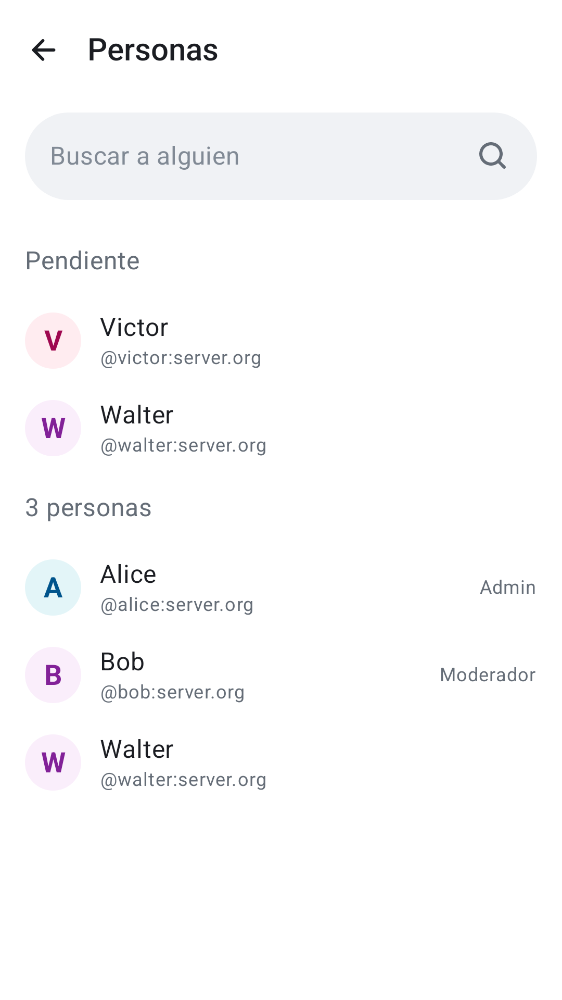 Personas
Buscar a alguien
Pendiente
V
Victor
@victor:server.org
W
Walter
@walter:server.org
3 personas
A
Alice
@alice:server.org
Admin
B
Bob
@bob:server.org
Moderador
W
Walter
@walter:server.org